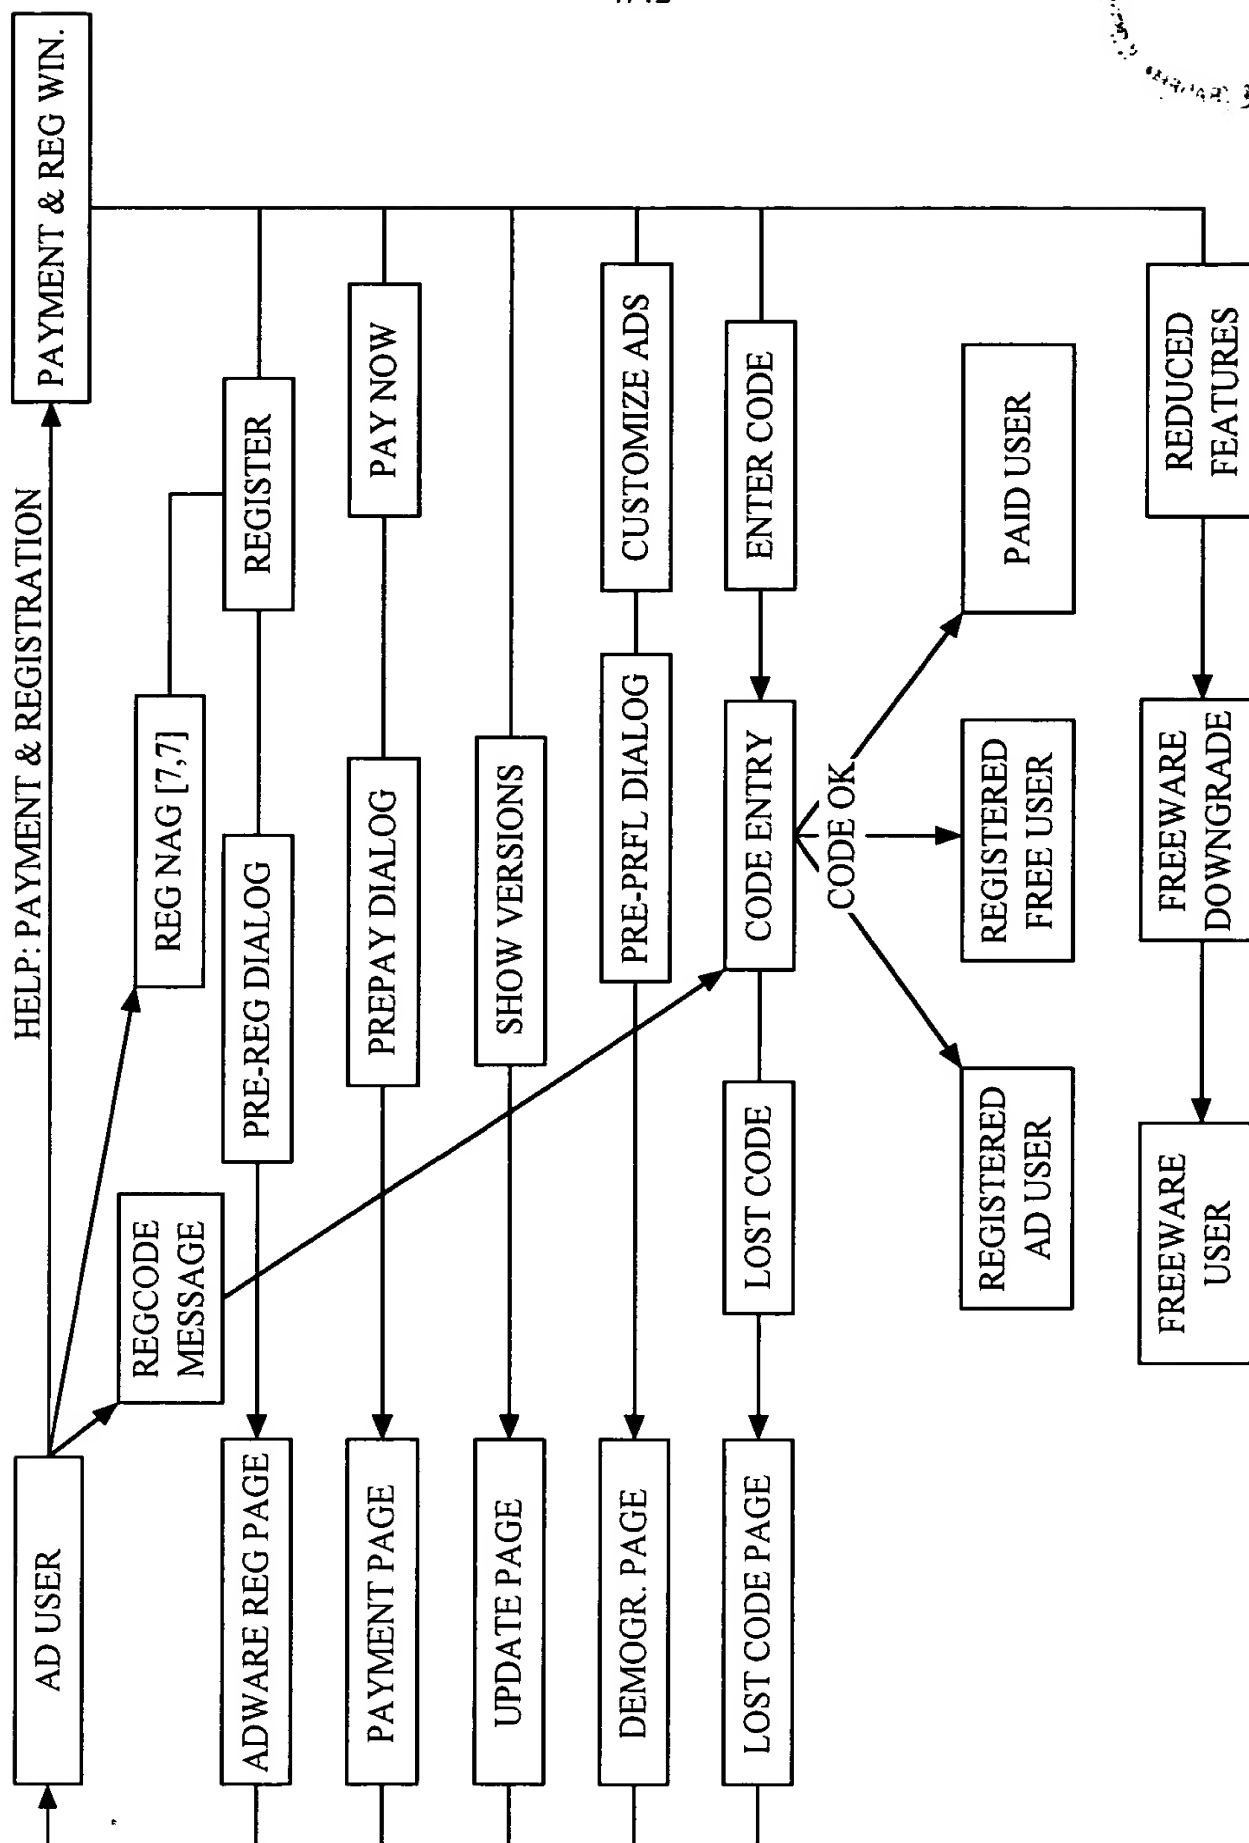 HELP: PAYMENT & REGISTRATION
AD USER
PAYMENT & REG WIN.
REGCODE
MESSAGE
REG NAG [7,7]
ADWARE REG PAGE
PRE-REG DIALOG
REGISTER
PAYMENT PAGE
PREPAY DIALOG
PAY NOW
UPDATE PAGE
SHOW VERSIONS
DEMOGR. PAGE
PRE-PRFL DIALOG
CUSTOMIZE ADS
LOST CODE PAGE
LOST CODE
CODE ENTRY
ENTER CODE
CODE OK
REGISTERED
AD USER
REGISTERED
FREE USER
PAID USER
FREEWARE
USER
FREEWARE
DOWNGRADE
REDUCED
FEATURES